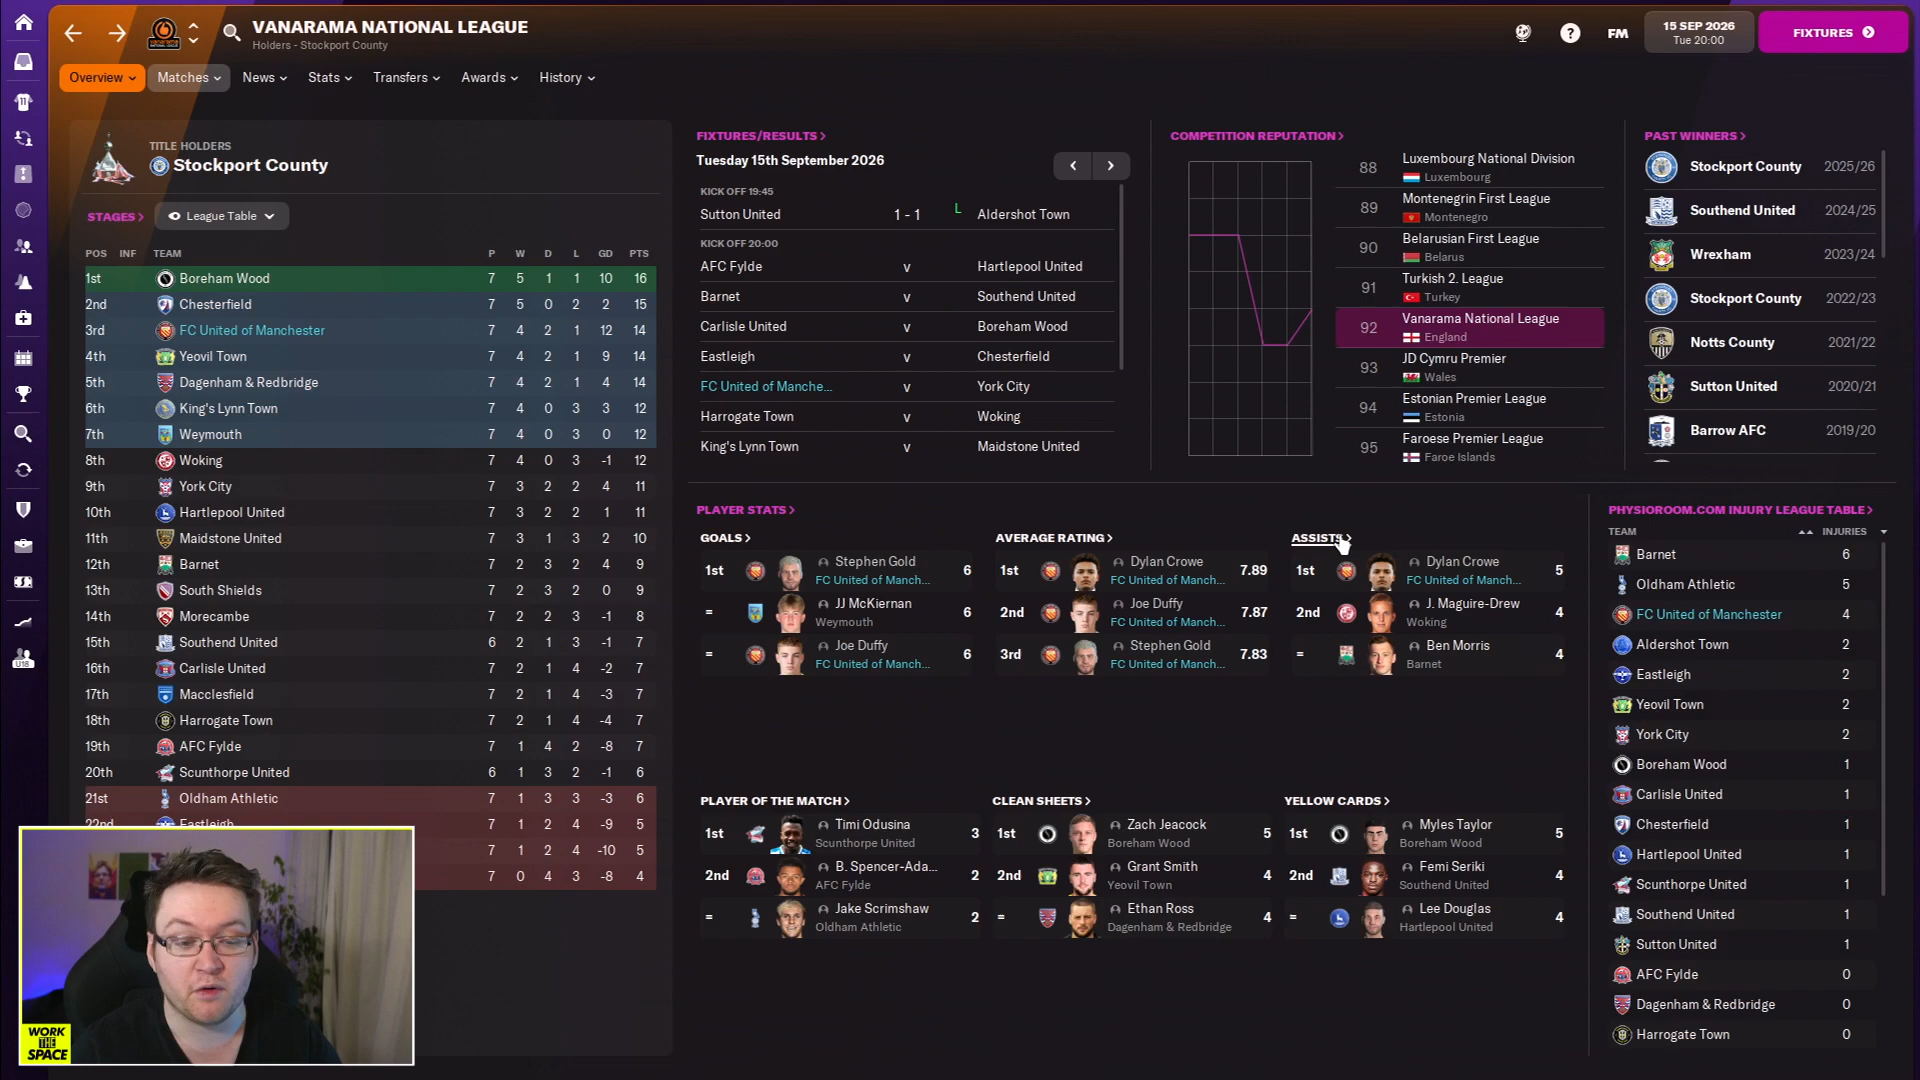 VANARAMA NATIONAL LEAGUE
Holders - Stockport County
FM
15 SEP 2026
Tue 20:00
FIXTURES
Overview
Matches
News
Stats
Transfers
Awards
History
TITLE HOLDERS
Stockport County
STAGES
League Table
POS INF TEAM P W D L GD PTS
1st Boreham Wood 7 5 1 1 10 16
2nd Chesterfield 7 5 0 2 2 15
3rd FC United of Manchester 7 4 2 1 12 14
4th Yeovil Town 7 4 2 1 9 14
5th Dagenham & Redbridge 7 4 2 1 4 14
6th King's Lynn Town 7 4 0 3 3 12
7th Weymouth 7 4 0 3 0 12
8th Woking 7 4 0 3 -1 12
9th York City 7 3 2 2 4 11
10th Hartlepool United 7 3 2 2 1 11
11th Maidstone United 7 3 1 3 2 10
12th Barnet 7 2 3 2 4 9
13th South Shields 7 2 3 2 0 9
14th Morecambe 7 2 2 3 -1 8
15th Southend United 6 2 1 3 -1 7
16th Carlisle United 7 2 1 4 -2 7
17th Macclesfield 7 2 1 4 -3 7
18th Harrogate Town 7 2 1 4 -4 7
19th AFC Fylde 7 1 4 2 -8 7
20th Scunthorpe United 6 1 3 2 -1 6
21st Oldham Athletic 7 1 3 3 -3 6
22nd Eastleigh 7 1 2 4 -9 5
7 1 2 4 -10 5
7 0 4 3 -8 4
WORK
THE
SPACE
U18
FIXTURES/RESULTS
Tuesday 15th September 2026
KICK OFF 19:45
Sutton United 1 - 1 L Aldershot Town
KICK OFF 20:00
AFC Fylde v Hartlepool United
Barnet v Southend United
Carlisle United v Boreham Wood
Eastleigh v Chesterfield
FC United of Manche... v York City
Harrogate Town v Woking
King's Lynn Town v Maidstone United
COMPETITION REPUTATION
88 Luxembourg National Division
Luxembourg
89 Montenegrin First League
Montenegro
90 Belarusian First League
Belarus
91 Turkish 2. League
Turkey
92 Vanarama National League
England
93 JD Cymru Premier
Wales
94 Estonian Premier League
Estonia
95 Faroese Premier League
Faroe Islands
PAST WINNERS
Stockport County 2025/26
Southend United 2024/25
Wrexham 2023/24
Stockport County 2022/23
Notts County 2021/22
Sutton United 2020/21
Barrow AFC 2019/20
PLAYER STATS
GOALS
1st Stephen Gold 6
FC United of Manch...
= JJ McKiernan 6
Weymouth
= Joe Duffy 6
FC United of Manch...
AVERAGE RATING
1st Dylan Crowe 7.89
FC United of Manch...
2nd Joe Duffy 7.87
FC United of Manch...
3rd Stephen Gold 7.83
FC United of Manch...
ASSISTS
1st Dylan Crowe 5
FC United of Manch...
2nd J. Maguire-Drew 4
Woking
= Ben Morris 4
Barnet
PLAYER OF THE MATCH
1st Timi Odusina 3
Scunthorpe United
2nd B. Spencer-Ada... 2
AFC Fylde
= Jake Scrimshaw 2
Oldham Athletic
CLEAN SHEETS
1st Zach Jeacock 5
Boreham Wood
2nd Grant Smith 4
Yeovil Town
= Ethan Ross 4
Dagenham & Redbridge
YELLOW CARDS
1st Myles Taylor 5
Boreham Wood
2nd Femi Seriki 4
Southend United
= Lee Douglas 4
Hartlepool United
PHYSIOROOM.COM INJURY LEAGUE TABLE
TEAM INJURIES
Barnet 6
Oldham Athletic 5
FC United of Manchester 4
Aldershot Town 2
Eastleigh 2
Yeovil Town 2
York City 2
Boreham Wood 1
Carlisle United 1
Chesterfield 1
Hartlepool United 1
Scunthorpe United 1
Southend United 1
Sutton United 1
AFC Fylde 0
Dagenham & Redbridge 0
Harrogate Town 0